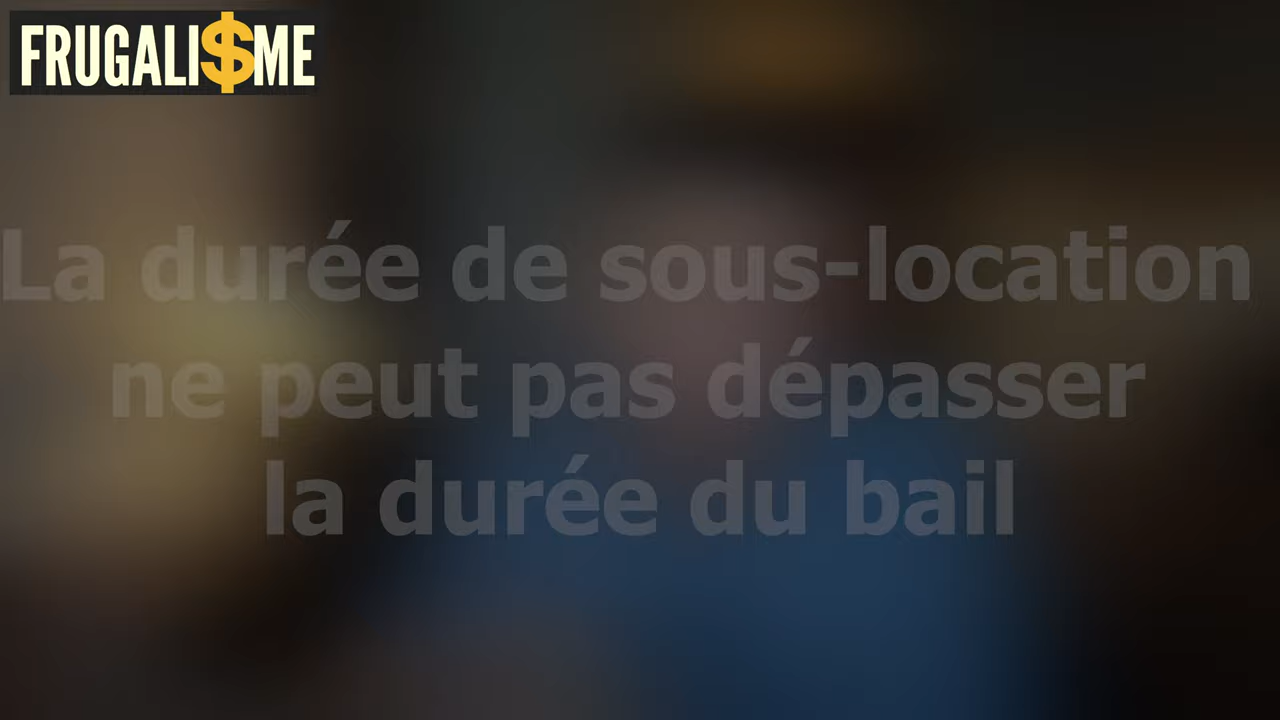 FRUGALI$ME
La durée de sous-location
ne peut pas dépasser
la durée du bail